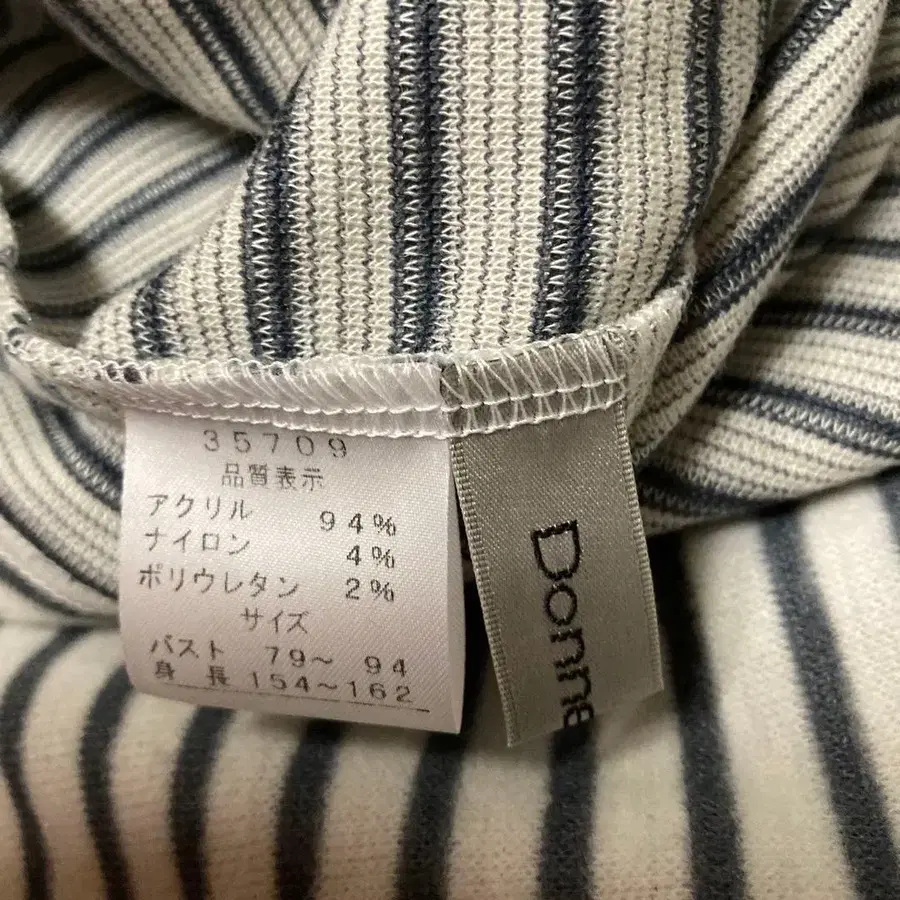 35709
品質表示
アクリル 94%
ナイロン 4%
ポリウレタン 2%
サイズ
バスト 79～ 94
身長 154～162
Donne